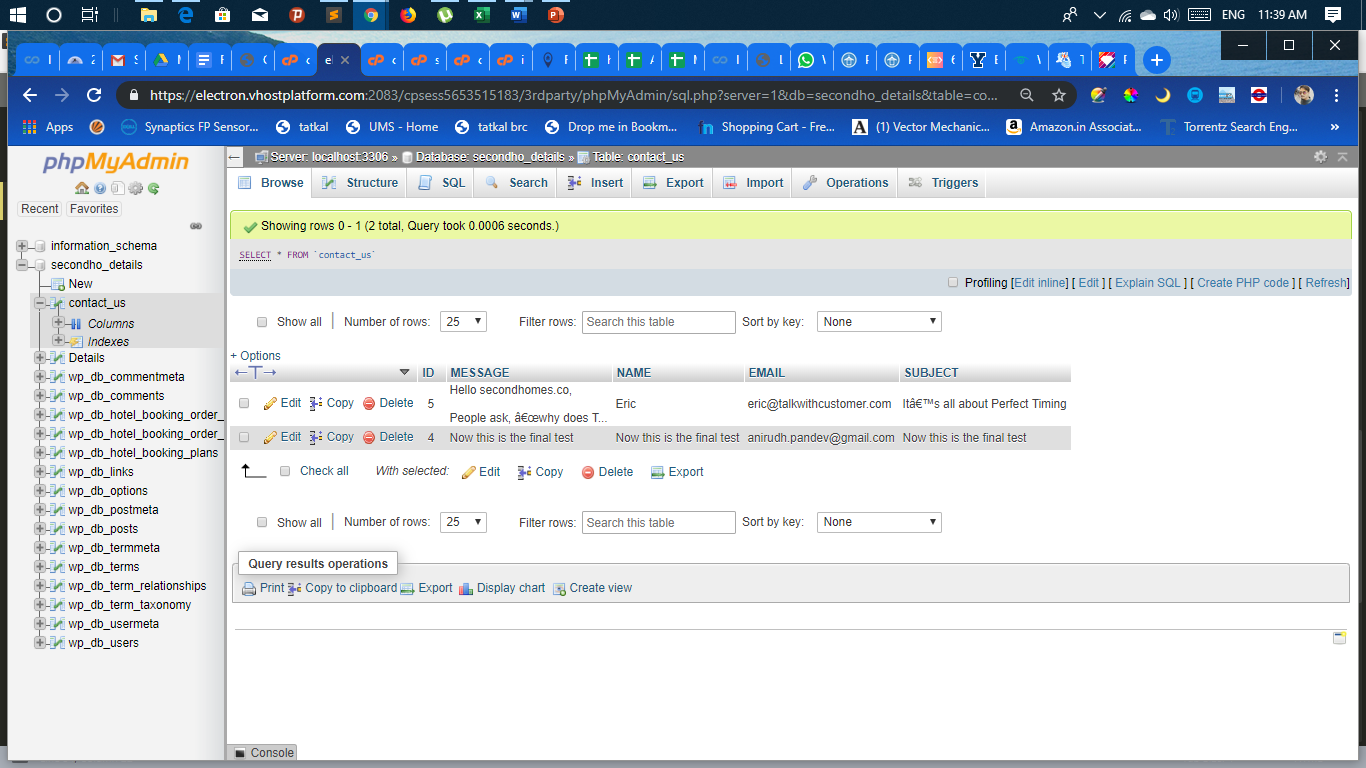 ENG 11:39 AM
https://electron.vhostplatform.com:2083/cpsess5653515183/3rdparty/phpMyAdmin/sql.php?server=1&db=secondho_details&table=co...
Apps Synaptics FP Sensor... tatkal UMS - Home tatkal brc Drop me in Bookm... Shopping Cart - Fre... (1) Vector Mechanic... Amazon.in Associat... Torrentz Search Eng... »
phpMyAdmin
Recent Favorites
information_schema
secondho_details
New
contact_us
Columns
Indexes
Details
wp_db_commentmeta
wp_db_comments
wp_db_hotel_booking_order_
wp_db_hotel_booking_order_
wp_db_hotel_booking_plans
wp_db_links
wp_db_options
wp_db_postmeta
wp_db_posts
wp_db_termmeta
wp_db_terms
wp_db_term_relationships
wp_db_term_taxonomy
wp_db_usermeta
wp_db_users
Server: localhost:3306 » Database: secondho_details » Table: contact_us
Browse Structure SQL Search Insert Export Import Operations Triggers
Showing rows 0 - 1 (2 total, Query took 0.0006 seconds.)
SELECT * FROM `contact_us`
Profiling [Edit inline] [ Edit ] [ Explain SQL ] [ Create PHP code ] [ Refresh]
Show all Number of rows: 25 Filter rows: Search this table Sort by key: None
+ Options
ID MESSAGE NAME EMAIL SUBJECT
Hello secondhomes.co,
Edit Copy Delete 5 Eric eric@talkwithcustomer.com Itâ€™s all about Perfect Timing
People ask, â€œwhy does T...
Edit Copy Delete 4 Now this is the final test Now this is the final test anirudh.pandev@gmail.com Now this is the final test
Check all With selected: Edit Copy Delete Export
Show all Number of rows: 25 Filter rows: Search this table Sort by key: None
Query results operations
Print Copy to clipboard Export Display chart Create view
Console